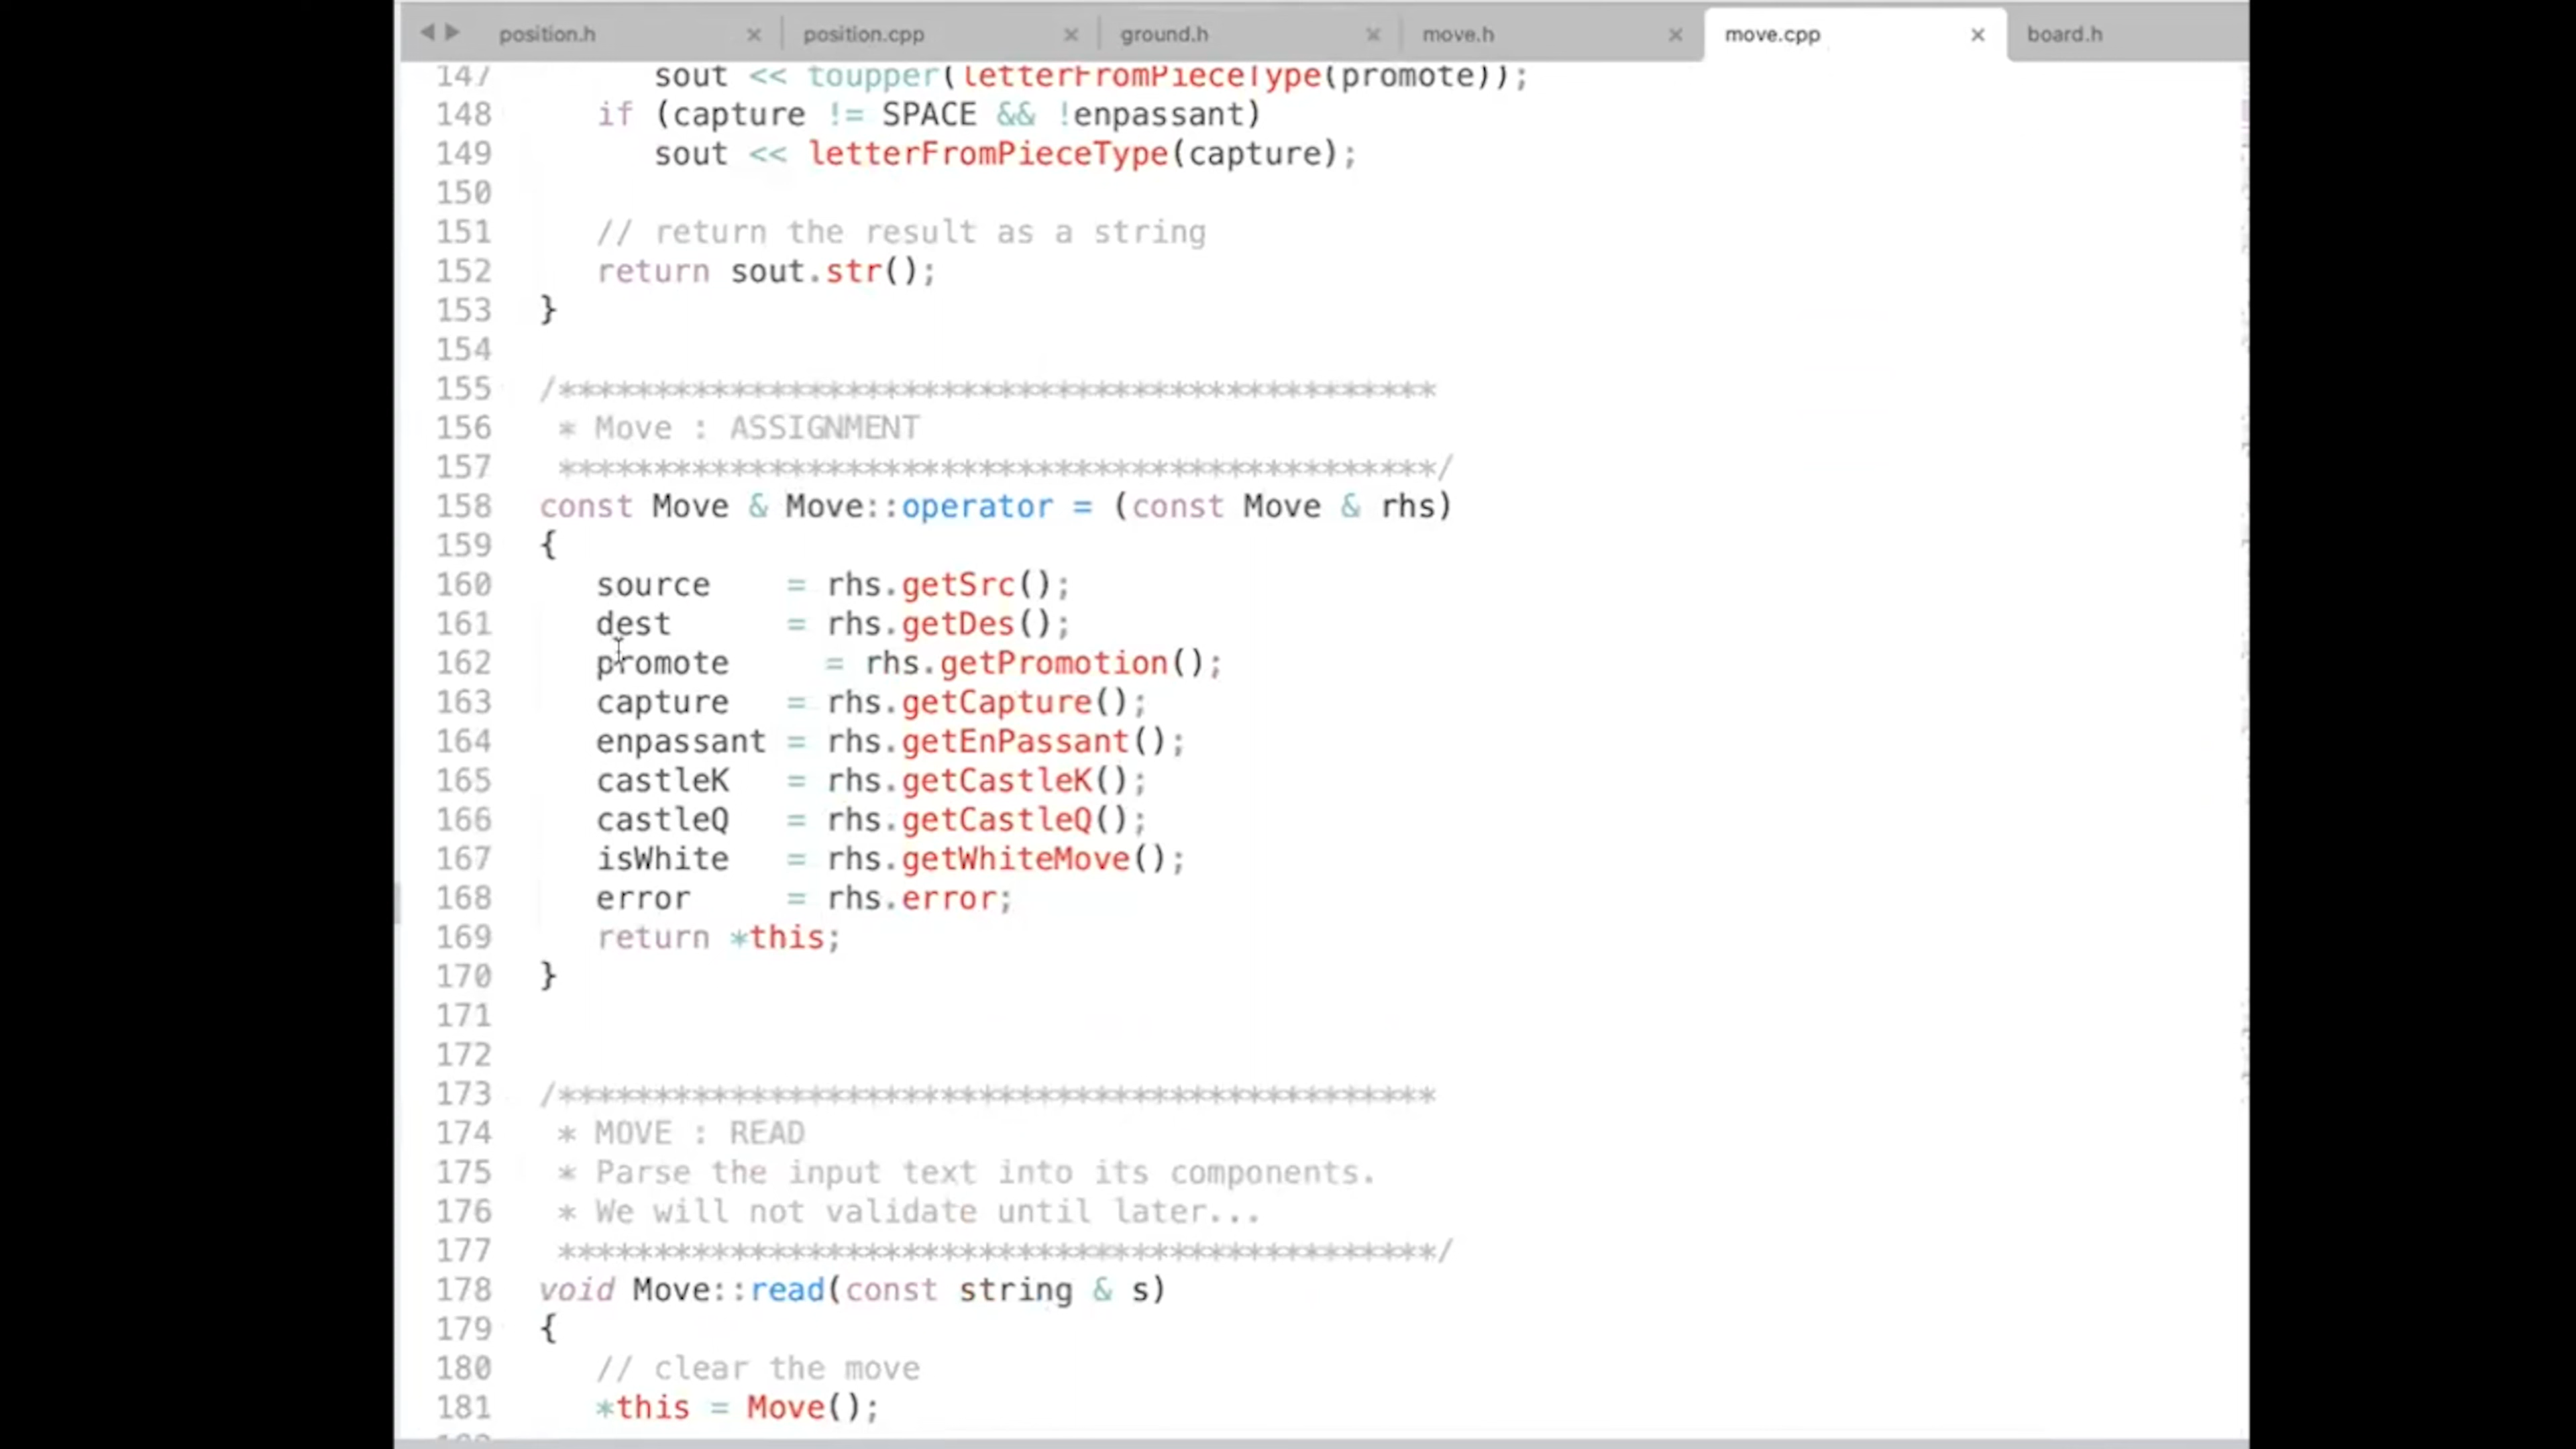 position.h position.cpp ground.h move.h move.cpp board.h
147 sout << toupper(letterFromPieceType(promote));
148 if (capture != SPACE && !enpassant)
149 sout << letterFromPieceType(capture);
150
151 // return the result as a string
152 return sout.str();
153 }
154
155 /**********************************************
156 * Move : ASSIGNMENT
157 **********************************************/
158 const Move & Move::operator = (const Move & rhs)
159 {
160 source = rhs.getSrc();
161 dest = rhs.getDes();
162 promote = rhs.getPromotion();
163 capture = rhs.getCapture();
164 enpassant = rhs.getEnPassant();
165 castleK = rhs.getCastleK();
166 castleQ = rhs.getCastleQ();
167 isWhite = rhs.getWhiteMove();
168 error = rhs.error;
169 return *this;
170 }
171
172
173 /**********************************************
174 * MOVE : READ
175 * Parse the input text into its components.
176 * We will not validate until later...
177 **********************************************/
178 void Move::read(const string & s)
179 {
180 // clear the move
181 *this = Move();